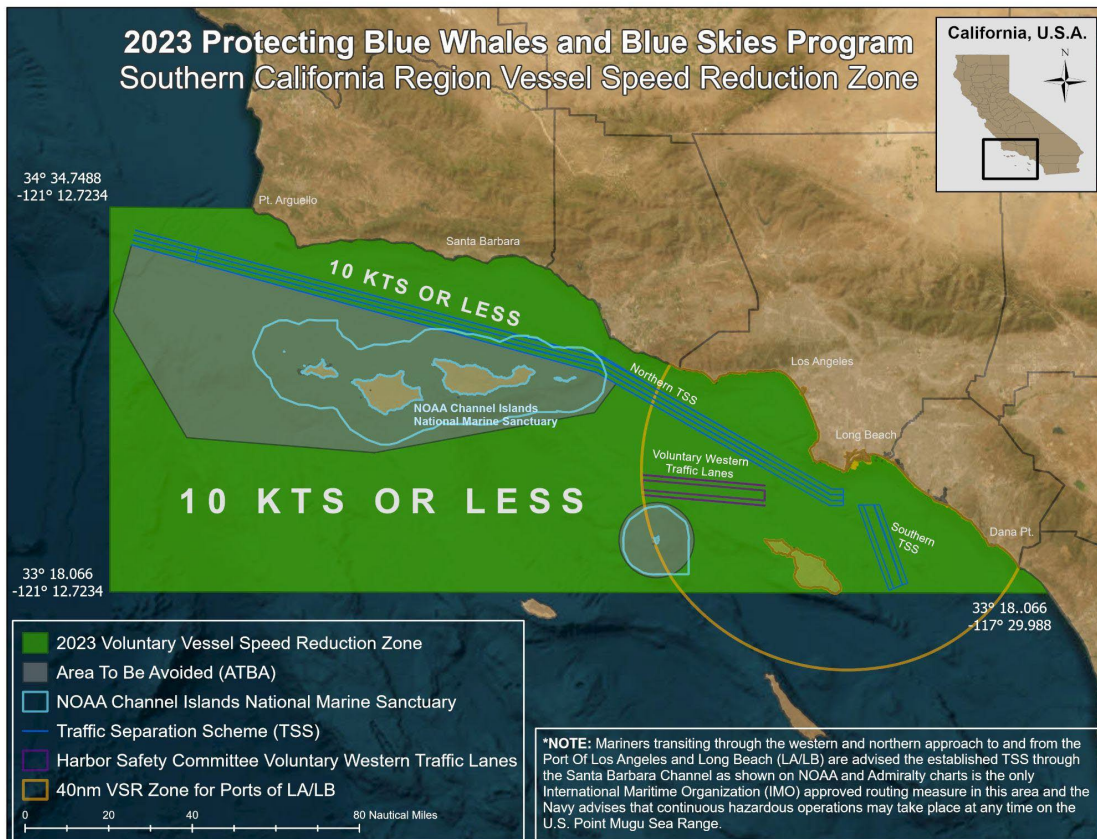 2023 Protecting Blue Whales and Blue Skies Program
Southern California Region Vessel Speed Reduction Zone
California, U.S.A.
N
34° 34.7488
-121° 12.7234
Pt. Arguello
Santa Barbara
10 KTS OR LESS
Los Angeles
Northern TSS
NOAA Channel Islands
National Marine Sanctuary
Long Beach
Voluntary Western
Traffic Lanes
10 KTS OR LESS
Southern
TSS
Dana Pt.
33° 18.066
-121° 12.7234
33° 18..066
-117° 29.988
2023 Voluntary Vessel Speed Reduction Zone
Area To Be Avoided (ATBA)
NOAA Channel Islands National Marine Sanctuary
Traffic Separation Scheme (TSS)
Harbor Safety Committee Voluntary Western Traffic Lanes
40nm VSR Zone for Ports of LA/LB
0 20 40 80 Nautical Miles
*NOTE: Mariners transiting through the western and northern approach to and from the
Port Of Los Angeles and Long Beach (LA/LB) are advised the established TSS through
the Santa Barbara Channel as shown on NOAA and Admiralty charts is the only
International Maritime Organization (IMO) approved routing measure in this area and the
Navy advises that continuous hazardous operations may take place at any time on the
U.S. Point Mugu Sea Range.